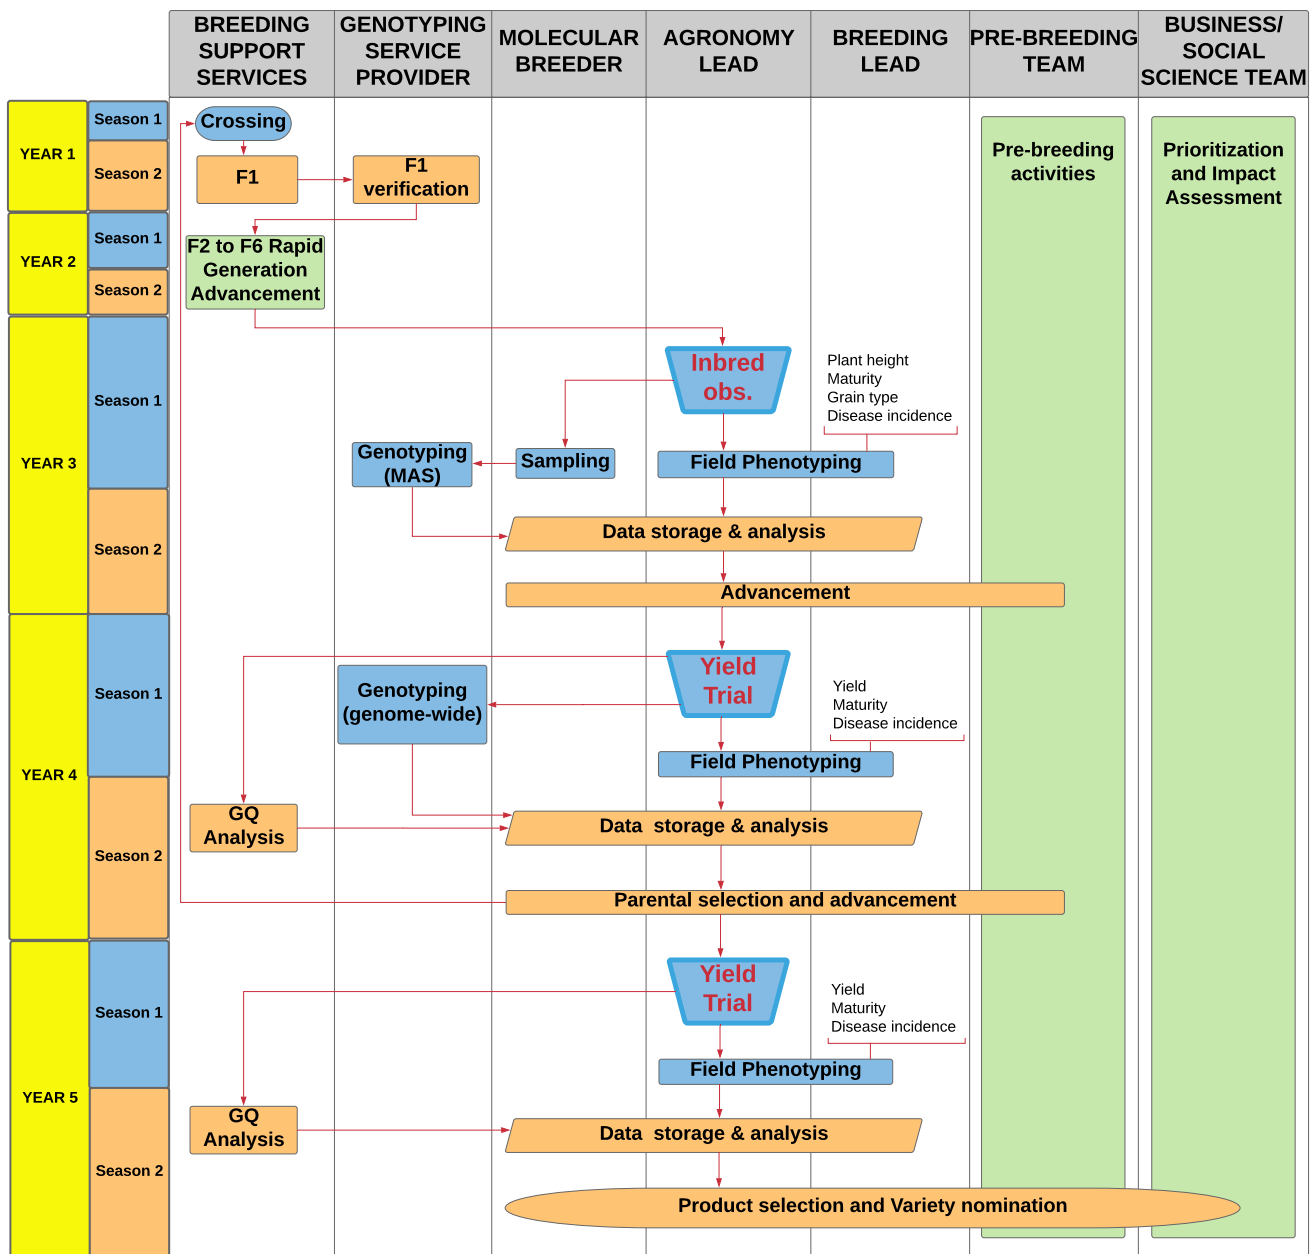 BREEDING
SUPPORT
SERVICES
GENOTYPING
SERVICE
PROVIDER
MOLECULAR
BREEDER
AGRONOMY
LEAD
BREEDING
LEAD
PRE-BREEDING
TEAM
BUSINESS/
SOCIAL
SCIENCE TEAM
YEAR 1
Season 1
Season 2
Crossing
F1
F1
verification
Pre-breeding
activities
Prioritization
and Impact
Assessment
YEAR 2
Season 1
Season 2
F2 to F6 Rapid
Generation
Advancement
YEAR 3
Season 1
Season 2
Inbred
obs.
Plant height
Maturity
Grain type
Disease incidence
Genotyping
(MAS)
Sampling
Field Phenotyping
Data storage & analysis
Advancement
YEAR 4
Season 1
Season 2
Yield
Trial
Genotyping
(genome-wide)
Yield
Maturity
Disease incidence
Field Phenotyping
GQ
Analysis
Data  storage & analysis
Parental selection and advancement
YEAR 5
Season 1
Season 2
Yield
Trial
Yield
Maturity
Disease incidence
Field Phenotyping
GQ
Analysis
Data  storage & analysis
Product selection and Variety nomination